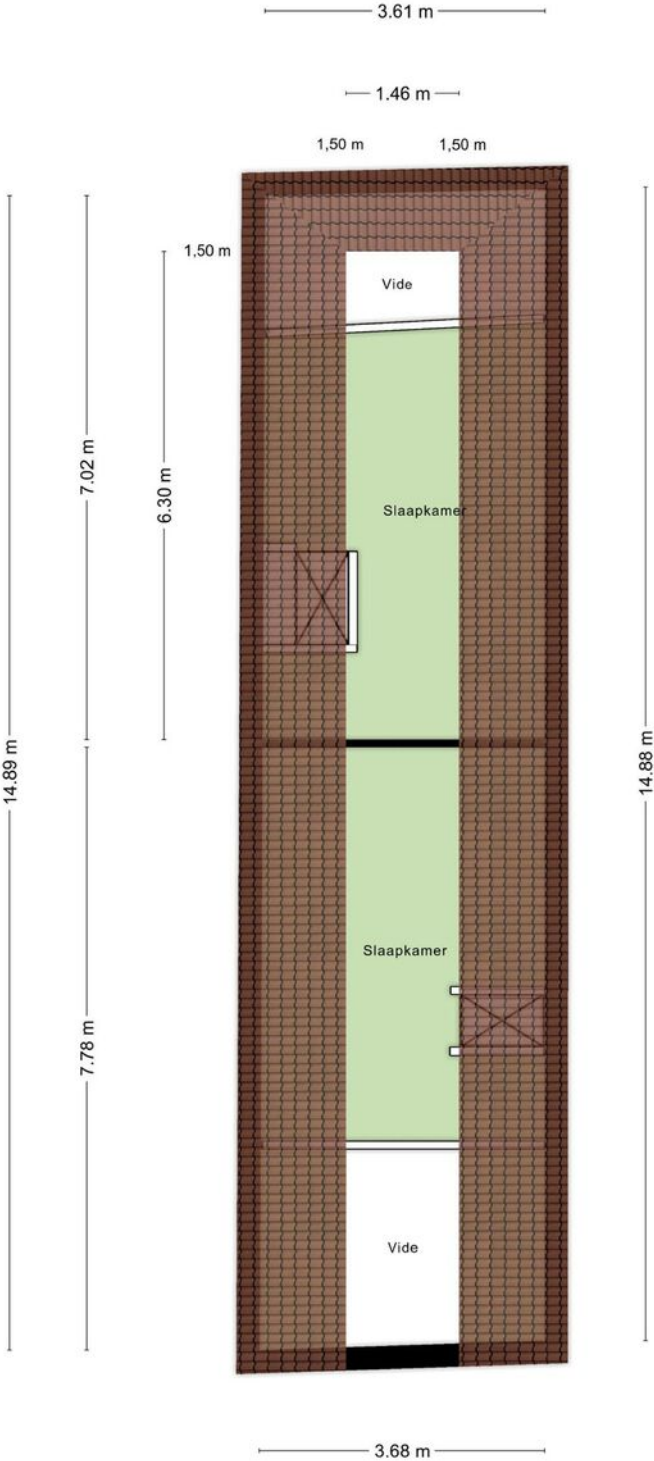 3.61 m
1.46 m
1,50 m 1,50 m
1,50 m
Vide
7.02 m
6.30 m
Slaapkamer
14.89 m
14.88 m
Slaapkamer
7.78 m
Vide
3.68 m